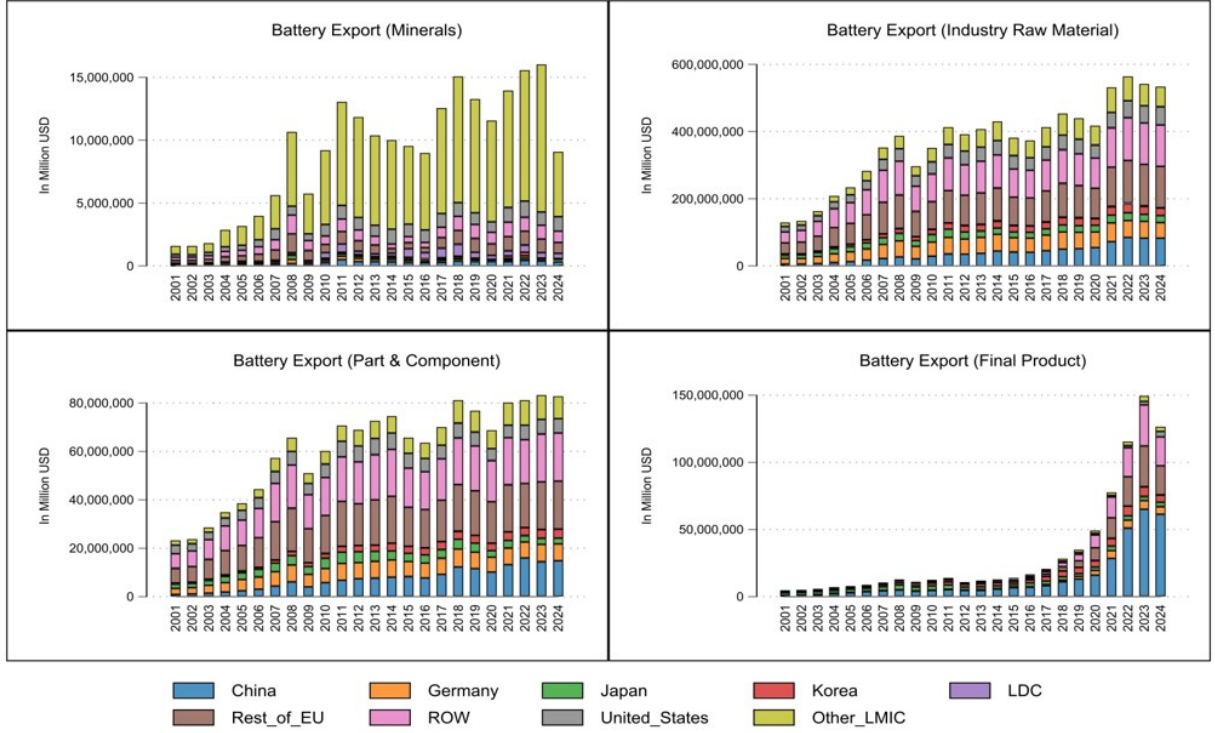 Battery Export (Minerals)
In Million USD
15,000,000
10,000,000
5,000,000
0
2001 2002 2003 2004 2005 2006 2007 2008 2009 2010 2011 2012 2013 2014 2015 2016 2017 2018 2019 2020 2021 2022 2023 2024
Battery Export (Industry Raw Material)
In Million USD
600,000,000
400,000,000
200,000,000
0
2001 2002 2003 2004 2005 2006 2007 2008 2009 2010 2011 2012 2013 2014 2015 2016 2017 2018 2019 2020 2021 2022 2023 2024
Battery Export (Part & Component)
In Million USD
80,000,000
60,000,000
40,000,000
20,000,000
0
2001 2002 2003 2004 2005 2006 2007 2008 2009 2010 2011 2012 2013 2014 2015 2016 2017 2018 2019 2020 2021 2022 2023 2024
Battery Export (Final Product)
In Million USD
150,000,000
100,000,000
50,000,000
0
2001 2002 2003 2004 2005 2006 2007 2008 2009 2010 2011 2012 2013 2014 2015 2016 2017 2018 2019 2020 2021 2022 2023 2024
China Germany Japan Korea LDC
Rest_of_EU ROW United_States Other_LMIC